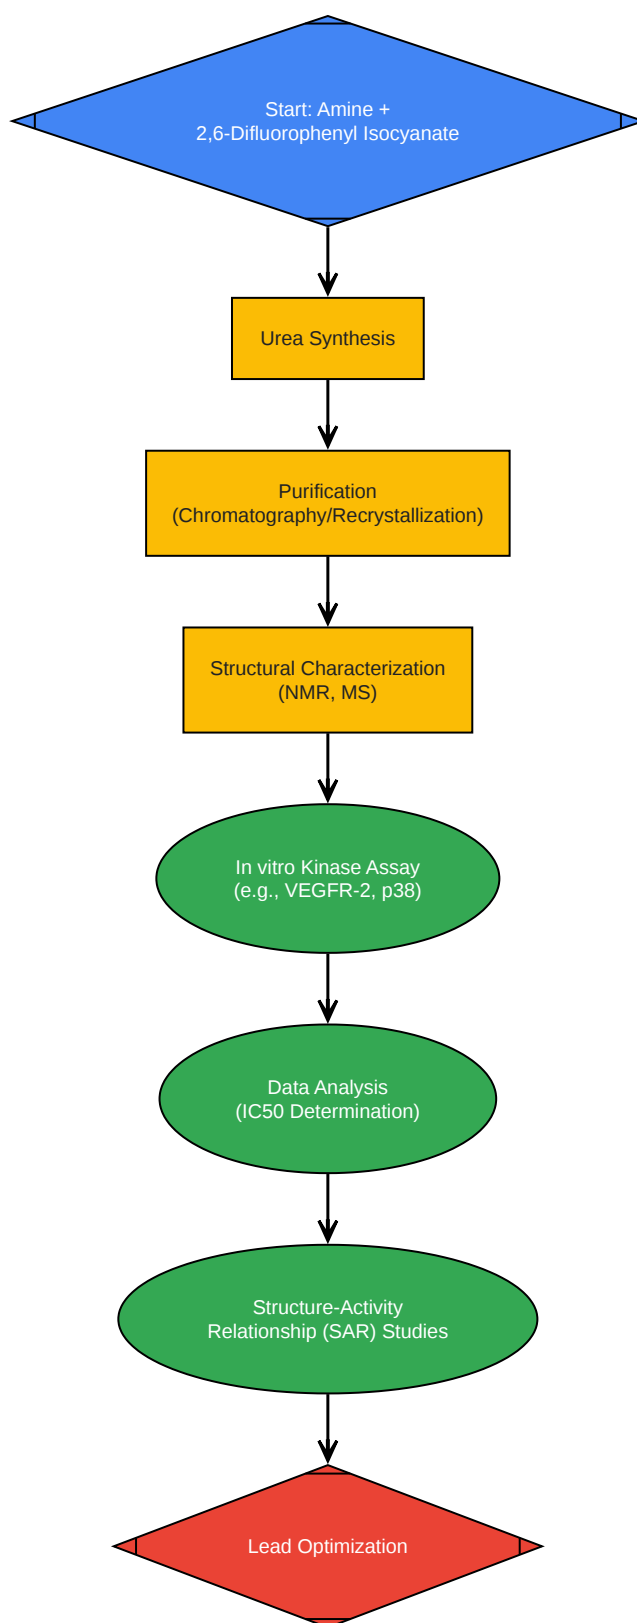 Start: Amine +
2,6-Difluorophenyl Isocyanate
Urea Synthesis
Purification
(Chromatography/Recrystallization)
Structural Characterization
(NMR, MS)
In vitro Kinase Assay
(e.g., VEGFR-2, p38)
Data Analysis
(IC50 Determination)
Structure-Activity
Relationship (SAR) Studies
Lead Optimization